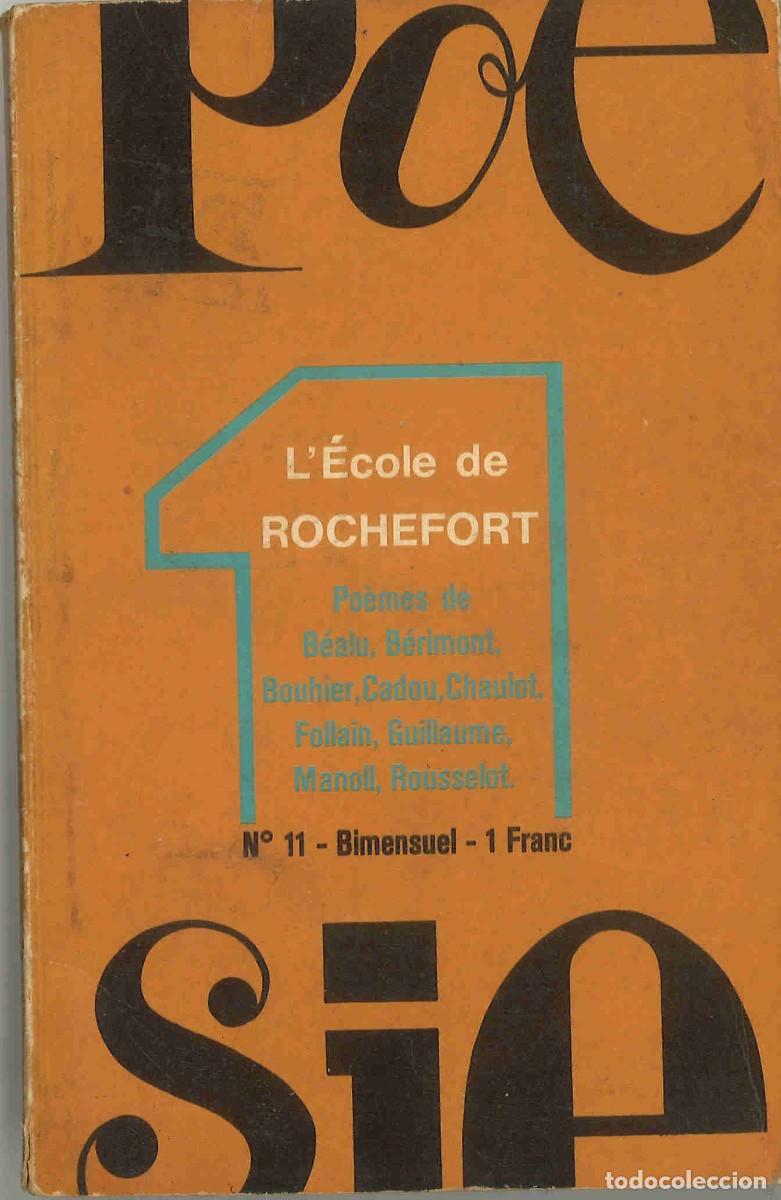 Poe
L'École de
ROCHEFORT
Poèmes de
Béalu, Bérimont,
Bouhier, Cadou, Chaulot.
Follain, Guillaume,
Manoll, Rousselot.
N° 11 - Bimensuel - 1 Franc
sie
todocoleccion